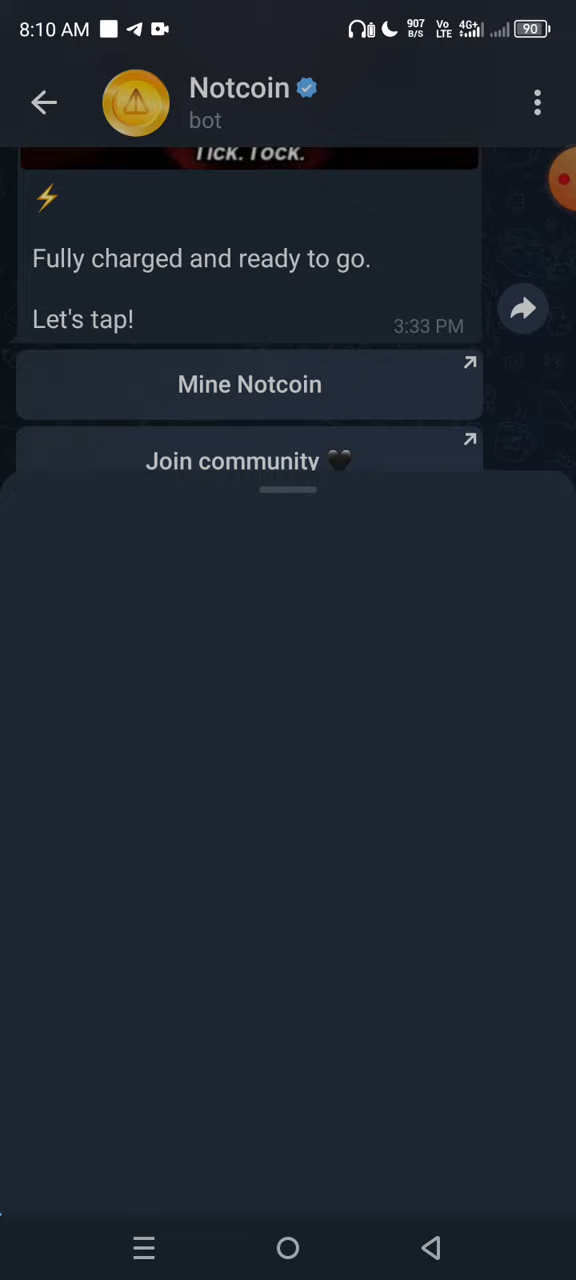 8:10 AM 907 B/S Vo LTE 4G+ 90
Notcoin
bot
TICK. TOCK.
⚡
Fully charged and ready to go.
Let's tap!
3:33 PM
Mine Notcoin
Join community 🖤